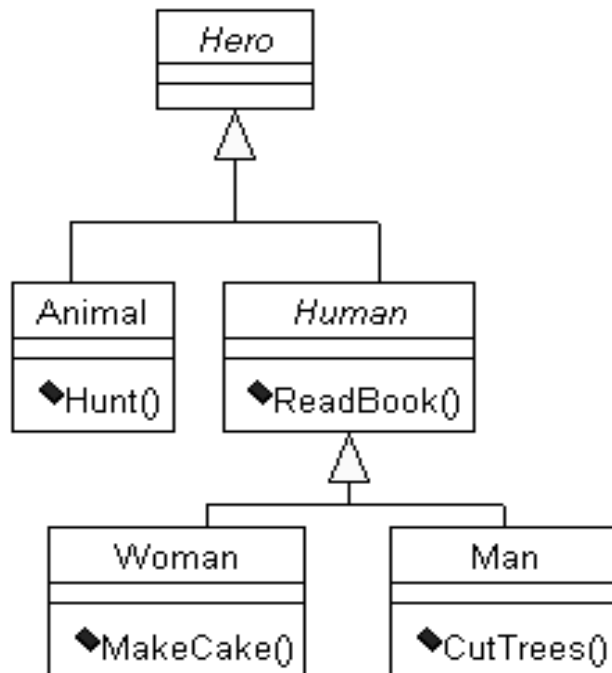 Hero
Animal
Human
Hunt()
ReadBook()
Woman
Man
MakeCake()
CutTrees()